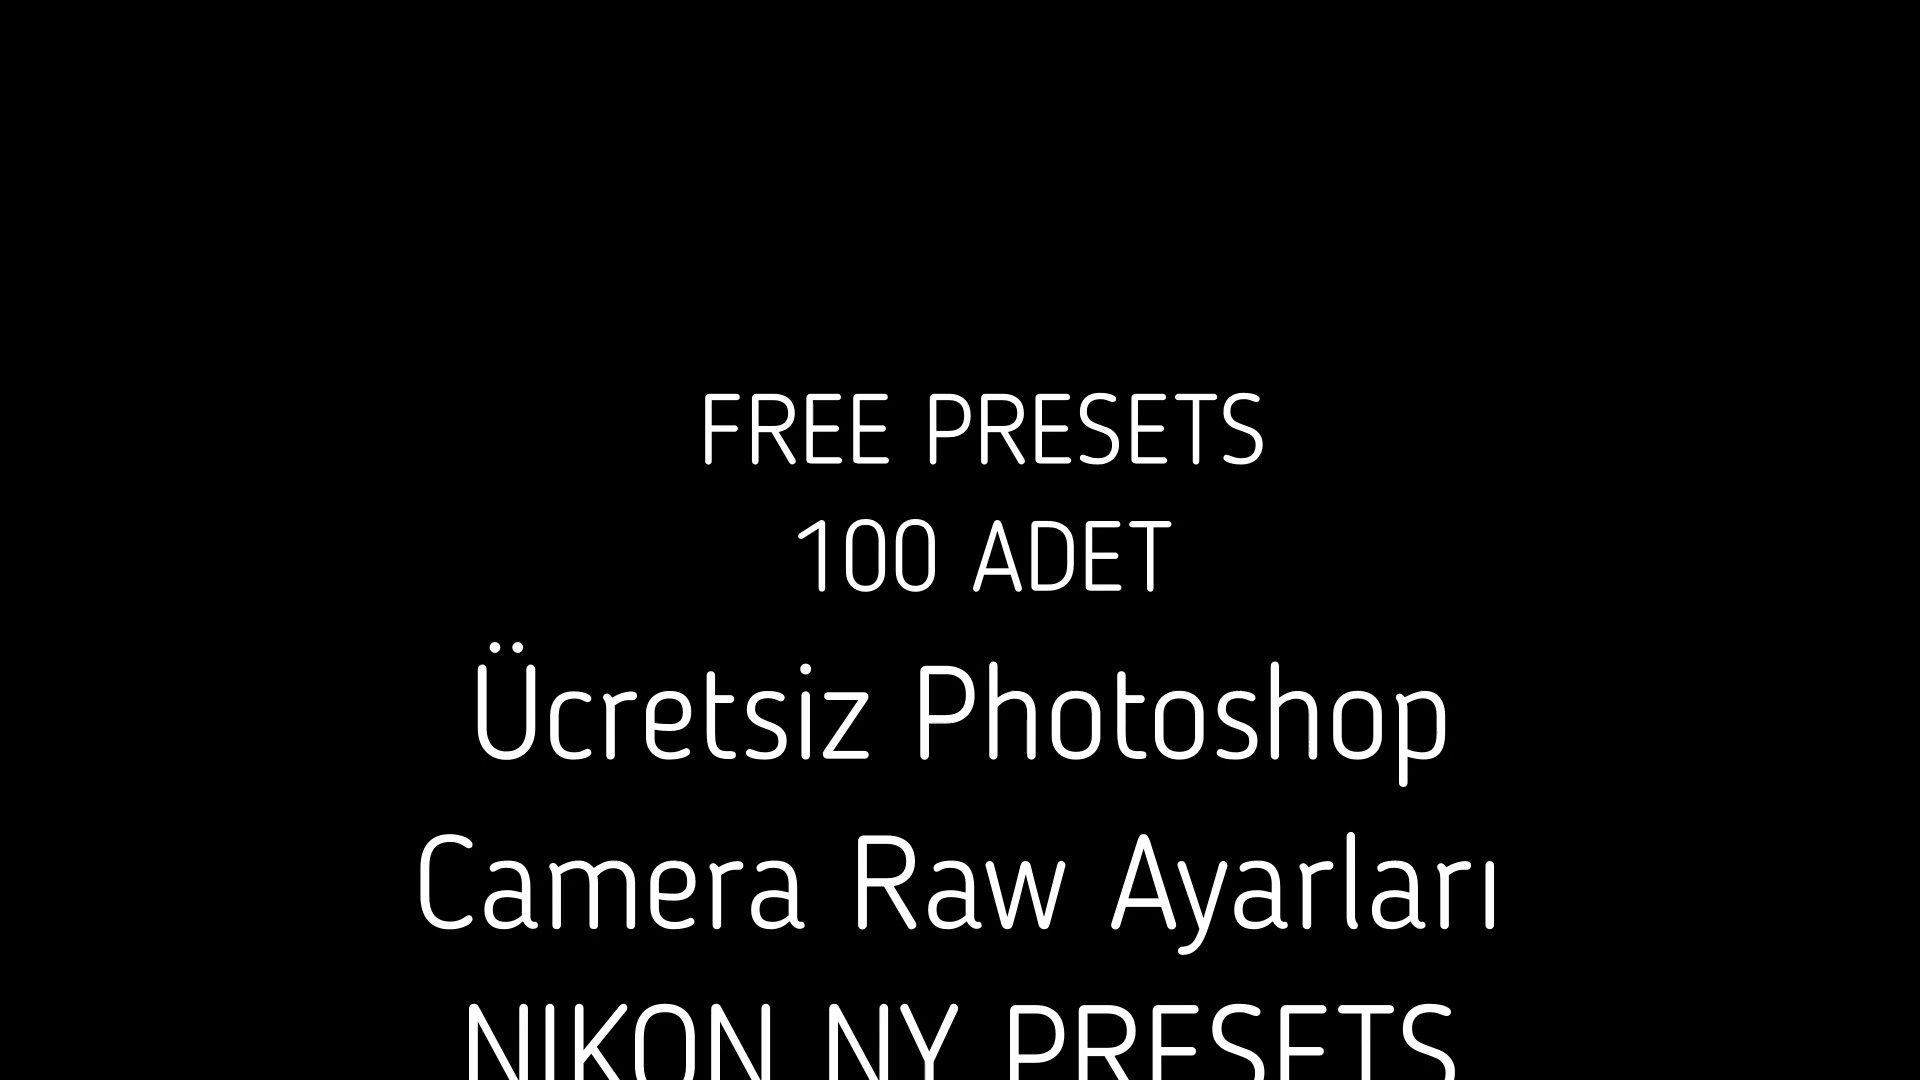 FREE PRESETS
100 ADET
Ücretsiz Photoshop
Camera Raw Ayarları
NIKON NY PRESETS